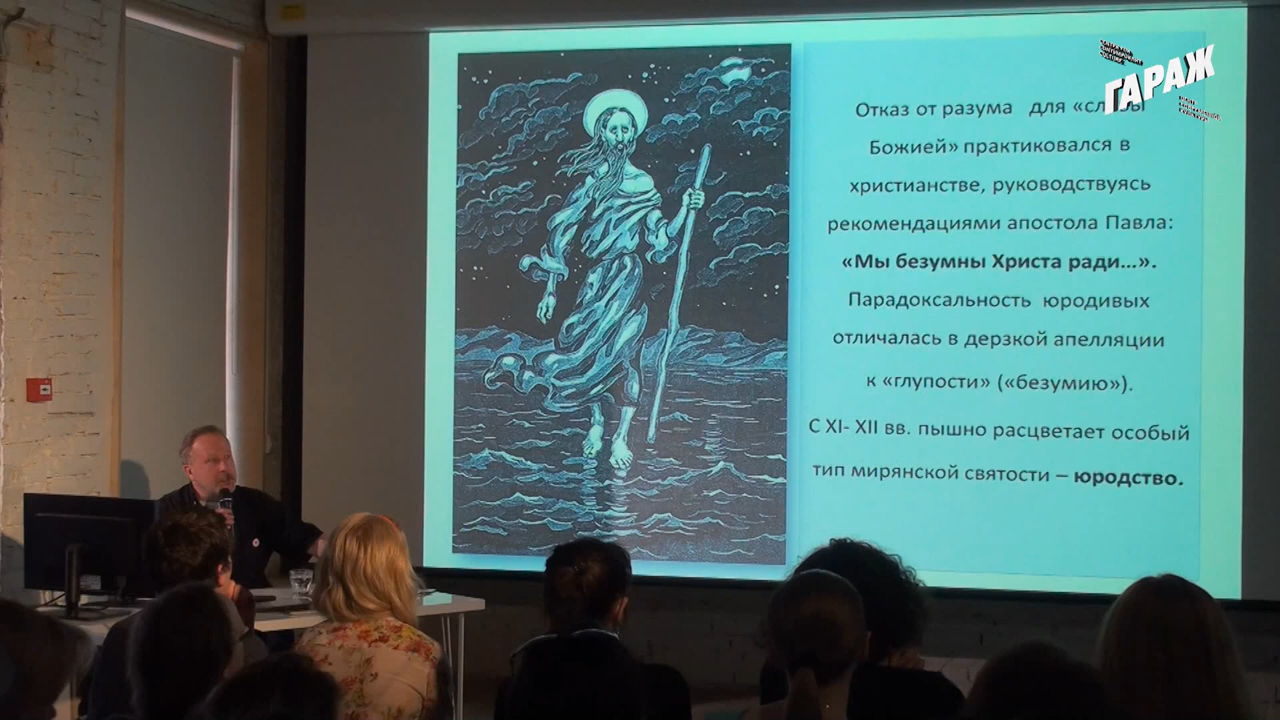 ГАРАЖ
Отказ от разума для «славы
Божией» практиковался в
христианстве, руководствуясь
рекомендациями апостола Павла:
«Мы безумны Христа ради...».
Парадоксальность юродивых
отличалась в дерзкой апелляции
к «глупости» («безумию»).
С XI- XII вв. пышно расцветает особый
тип мирянской святости – юродство.